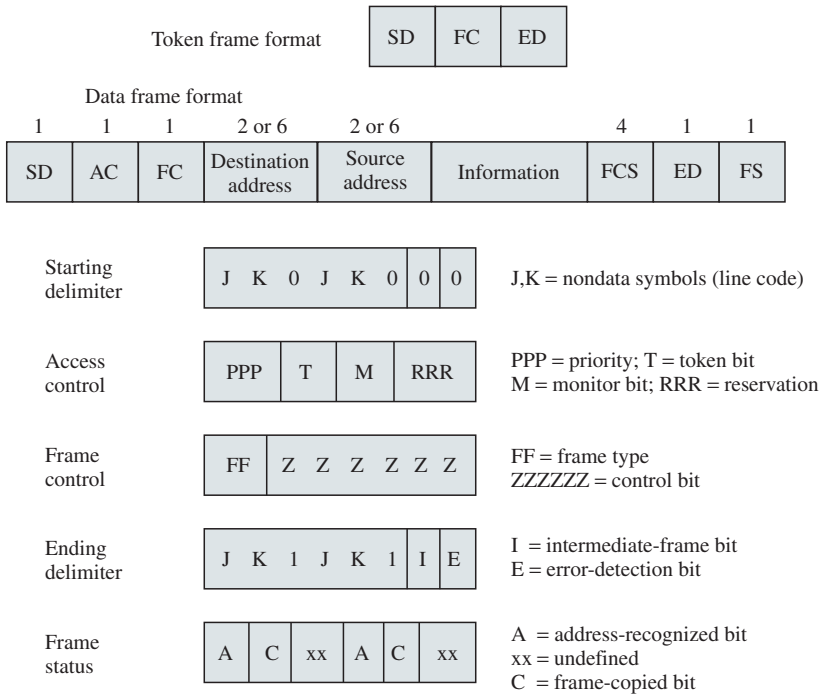 Token frame format SD FC ED
Data frame format
1 1 1 2 or 6 2 or 6 4 1 1
SD AC FC Destination address Source address Information FCS ED FS
Starting delimiter
J K 0 J K 0 0 0
J,K = nondata symbols (line code)
Access control
PPP T M RRR
PPP = priority; T = token bit
M = monitor bit; RRR = reservation
Frame control
FF Z Z Z Z Z Z
FF = frame type
ZZZZZZ = control bit
Ending delimiter
J K 1 J K 1 I E
I = intermediate-frame bit
E = error-detection bit
Frame status
A C xx A C xx
A = address-recognized bit
xx = undefined
C = frame-copied bit